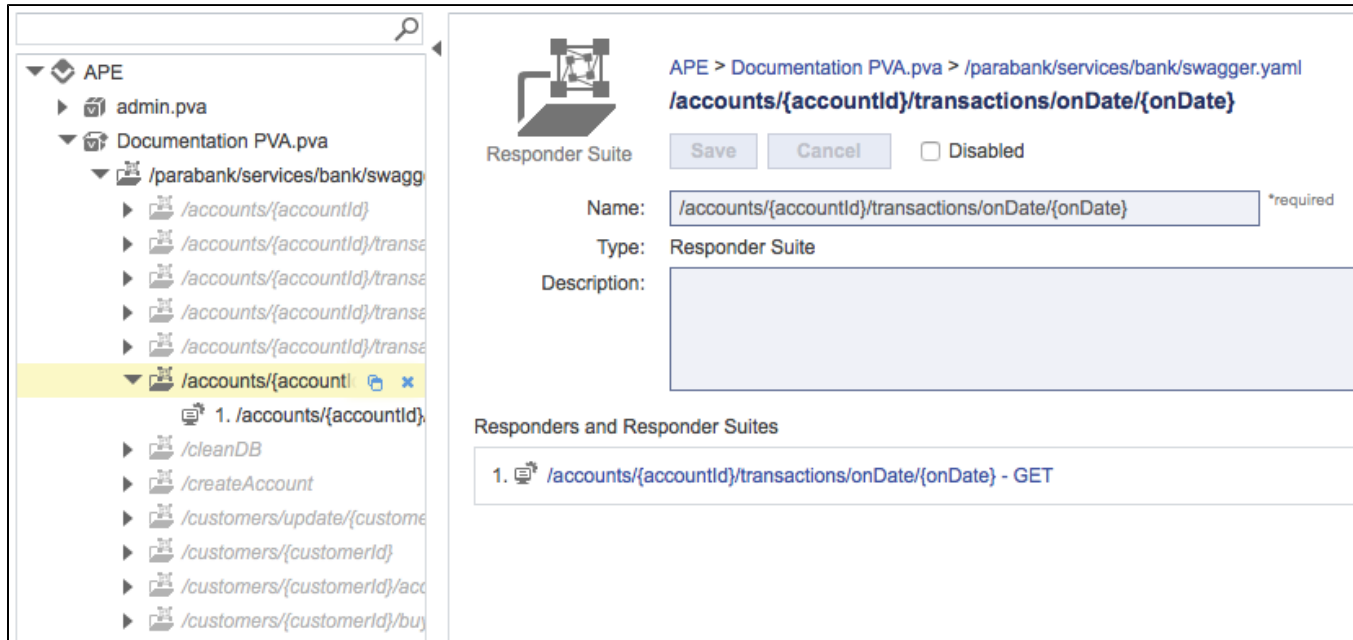 APE
admin.pva
Documentation PVA.pva
/parabank/services/bank/swagg
/accounts/{accountId}
/accounts/{accountId}/transa
/accounts/{accountId}/transa
/accounts/{accountId}/transa
/accounts/{accountId}/transa
/accounts/{accountI
1. /accounts/{accountId}/
/cleanDB
/createAccount
/customers/update/{custome
/customers/{customerId}
/customers/{customerId}/acc
/customers/{customerId}/buy
Responder Suite
APE > Documentation PVA.pva > /parabank/services/bank/swagger.yaml
/accounts/{accountId}/transactions/onDate/{onDate}
Save Cancel Disabled
Name: /accounts/{accountId}/transactions/onDate/{onDate} *required
Type: Responder Suite
Description:
Responders and Responder Suites
1. /accounts/{accountId}/transactions/onDate/{onDate} - GET